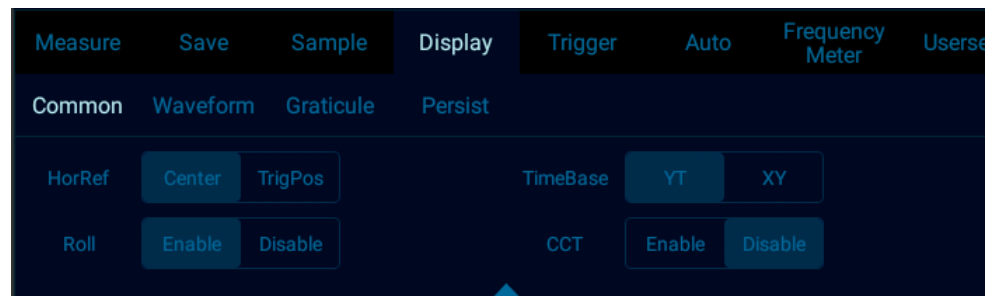 Measure Save Sample Display Trigger Auto Frequency Meter Userse
Common Waveform Graticule Persist
HorRef Center TrigPos TimeBase YT XY
Roll Enable Disable CCT Enable Disable